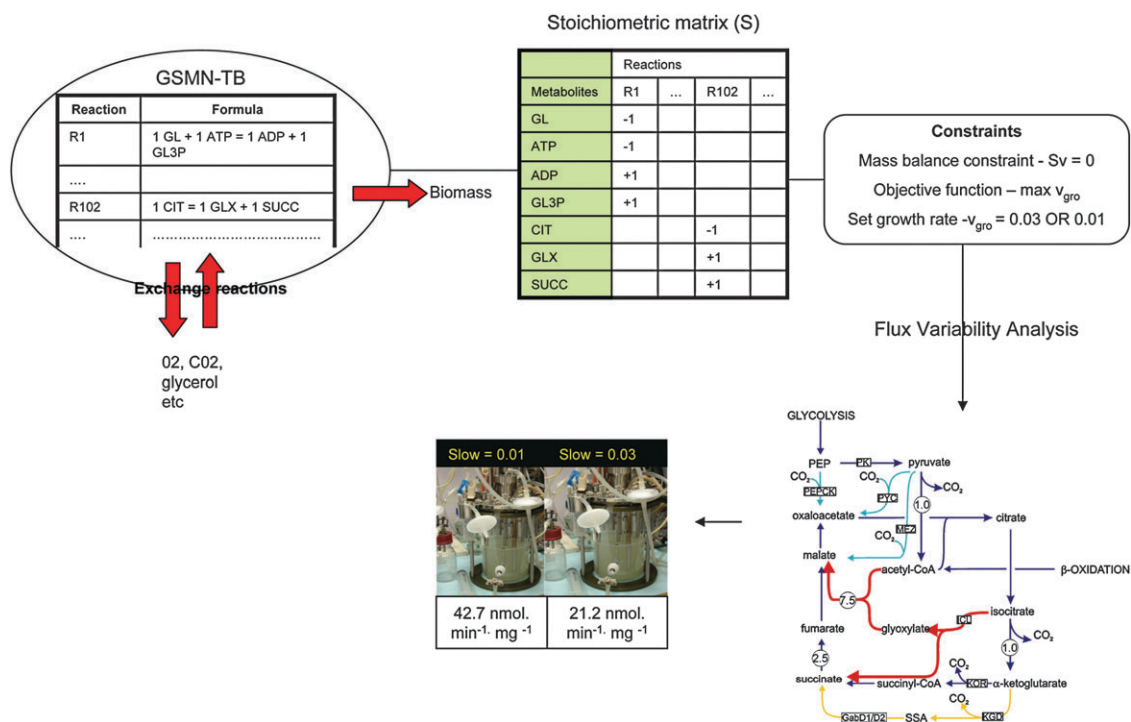 Stoichiometric matrix (S)
GSMN-TB
Reaction Formula
R1 1 GL + 1 ATP = 1 ADP + 1
GL3P
....
R102 1 CIT = 1 GLX + 1 SUCC
.... ........................................
Exchange reactions
02, C02,
glycerol
etc
Biomass
Reactions
Metabolites R1 ... R102 ...
GL -1
ATP -1
ADP +1
GL3P +1
CIT -1
GLX +1
SUCC +1
Constraints
Mass balance constraint - Sv = 0
Objective function – max vgro
Set growth rate -vgro = 0.03 OR 0.01
Flux Variability Analysis
Slow = 0.01 Slow = 0.03
42.7 nmol. 21.2 nmol.
min-1. mg -1 min-1. mg -1
GLYCOLYSIS
PEP PK pyruvate
CO2 CO2 CO2
PEPCK PYC
1.0
oxaloacetate citrate
MEZ
CO2
malate
acetyl-CoA β-OXIDATION
7.5
isocitrate
ICL
fumarate glyoxylate CO2
1.0
2.5
CO2
succinate succinyl-CoA KOR α-ketoglutarate
CO2
GabD1/D2 SSA KGD